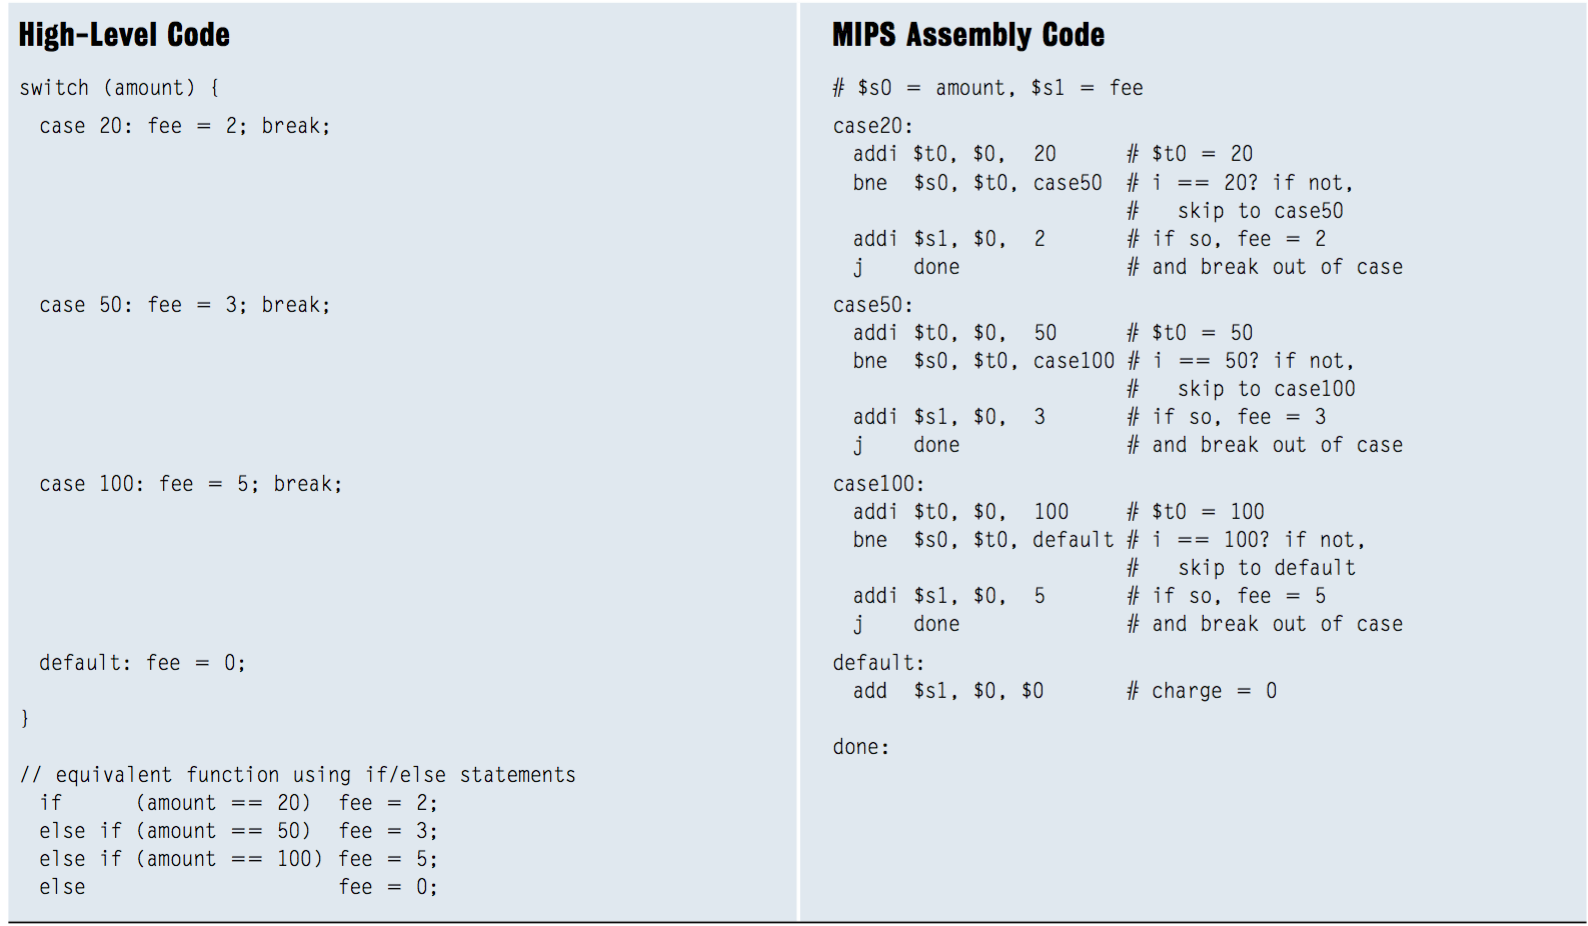 High-Level Code
switch (amount) {
case 20: fee = 2; break;
case 50: fee = 3; break;
case 100: fee = 5; break;
default: fee = 0;
}
// equivalent function using if/else statements
if (amount == 20) fee = 2;
else if (amount == 50) fee = 3;
else if (amount == 100) fee = 5;
else fee = 0;
MIPS Assembly Code
# $s0 = amount, $s1 = fee
case20:
addi $t0, $0, 20 # $t0 = 20
bne $s0, $t0, case50 # i == 20? if not,
# skip to case50
addi $s1, $0, 2 # if so, fee = 2
j done # and break out of case
case50:
addi $t0, $0, 50 # $t0 = 50
bne $s0, $t0, case100 # i == 50? if not,
# skip to case100
addi $s1, $0, 3 # if so, fee = 3
j done # and break out of case
case100:
addi $t0, $0, 100 # $t0 = 100
bne $s0, $t0, default # i == 100? if not,
# skip to default
addi $s1, $0, 5 # if so, fee = 5
j done # and break out of case
default:
add $s1, $0, $0 # charge = 0
done: